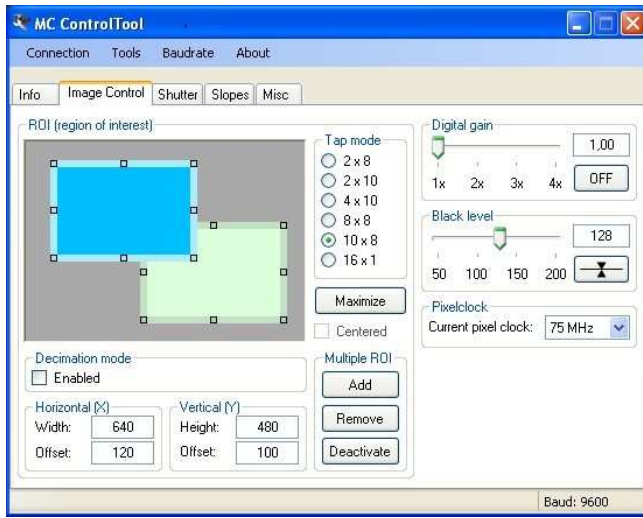 MC ControlTool
Connection Tools Baudrate About
Info Image Control Shutter Slopes Misc
ROI (region of interest)
Tap mode
2 x 8
2 x 10
4 x 10
8 x 8
10 x 8
16 x 1
Maximize
Centered
Decimation mode
Enabled
Multiple ROI
Add
Remove
Deactivate
Horizontal (X)
Width: 640
Offset: 120
Vertical (Y)
Height: 480
Offset: 100
Digital gain
1,00
1x 2x 3x 4x OFF
Black level
128
50 100 150 200
Pixelclock
Current pixel clock: 75 MHz
Baud: 9600